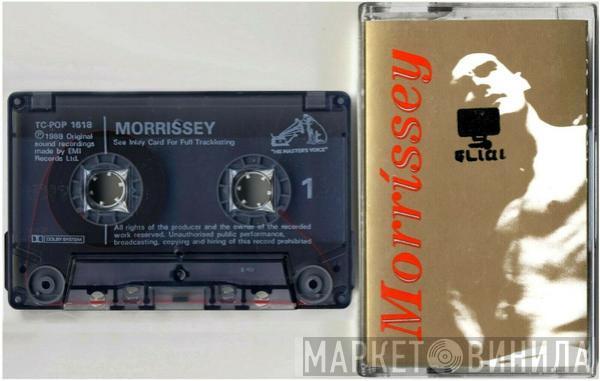 TC-POP 1618
℗ 1988 Original
sound recordings
made by EMI
Records Ltd.
MORRISSEY
See Inlay Card For Full Tracklisting
"HIS MASTER'S VOICE"
1
All rights of the producer and the owner of the recorded
work reserved. Unauthorised public performance,
broadcasting, copying and hiring of this record prohibited
DOLBY SYSTEM
Morrissey
МАРКЕТ ВИНИЛА